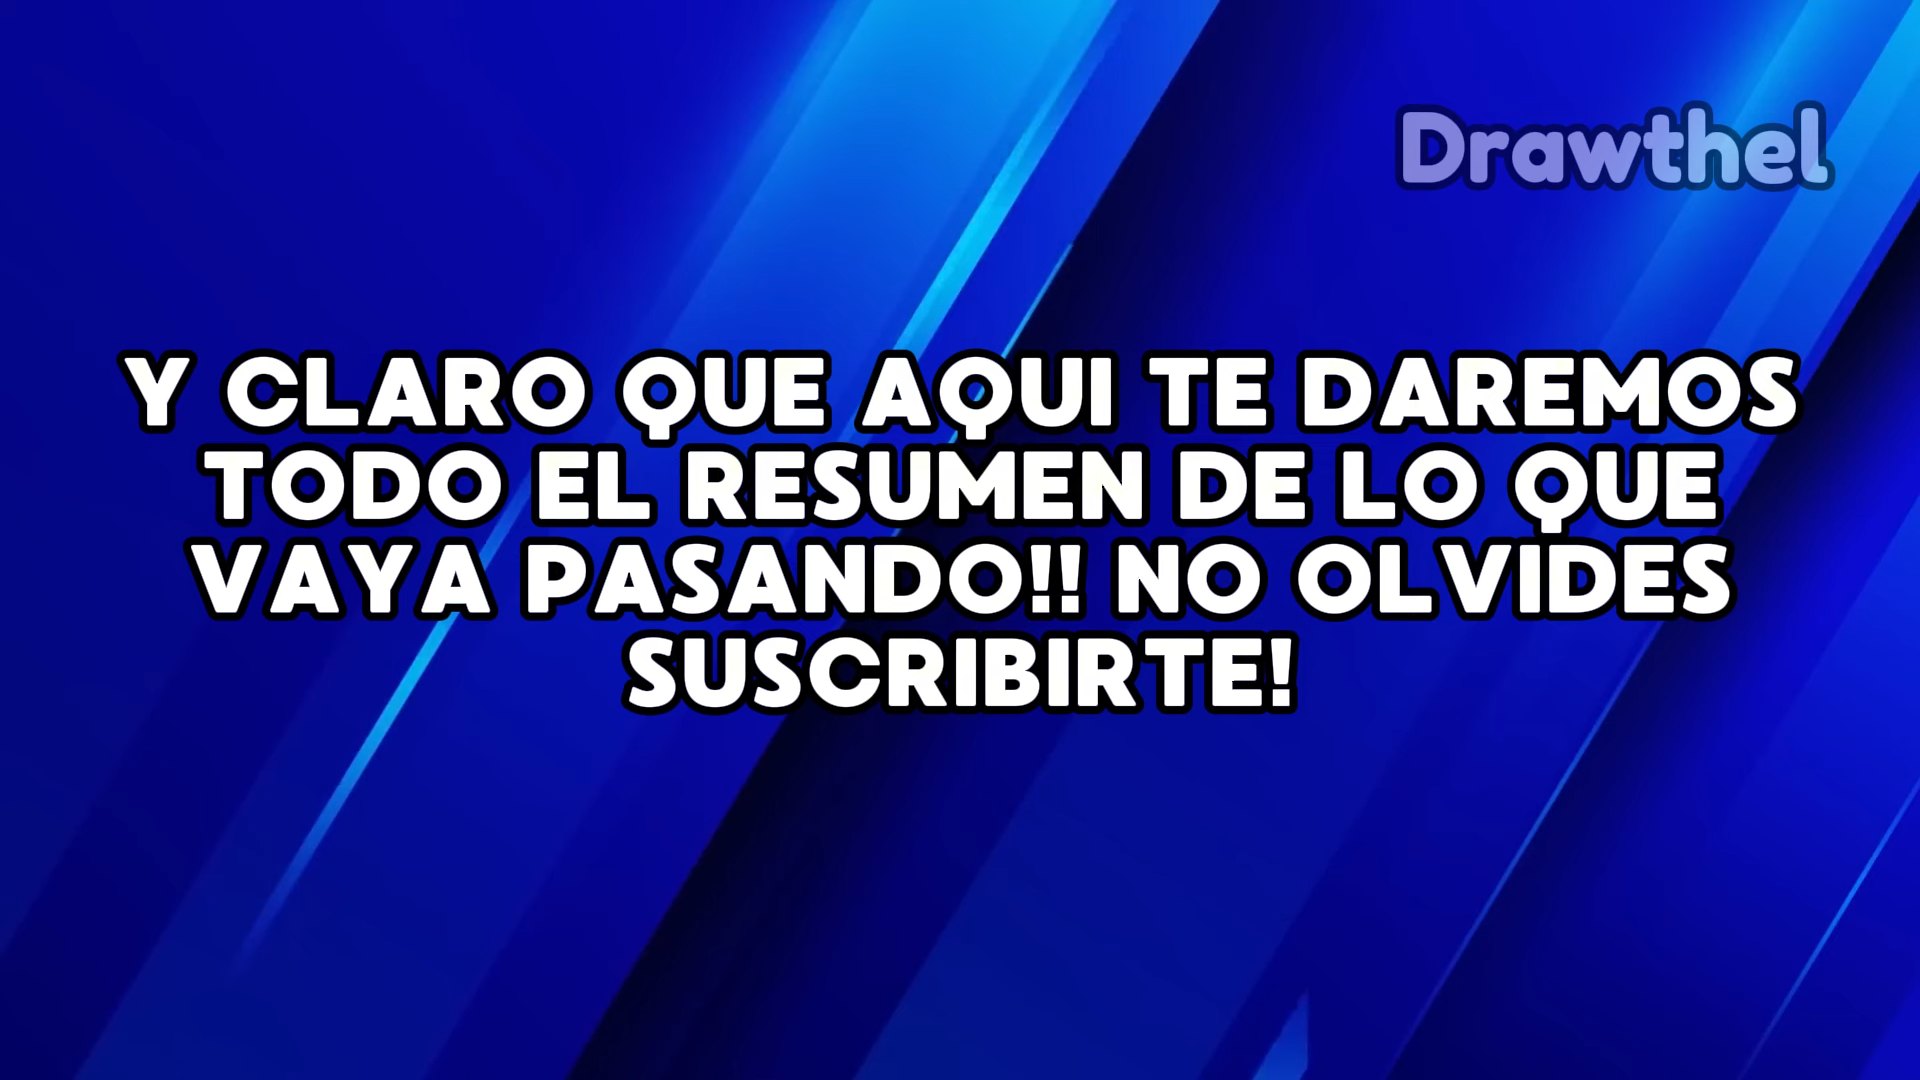 Drawthel
Y CLARO QUE AQUI TE DAREMOS
TODO EL RESUMEN DE LO QUE
VAYA PASANDO!! NO OLVIDES
SUSCRIBIRTE!